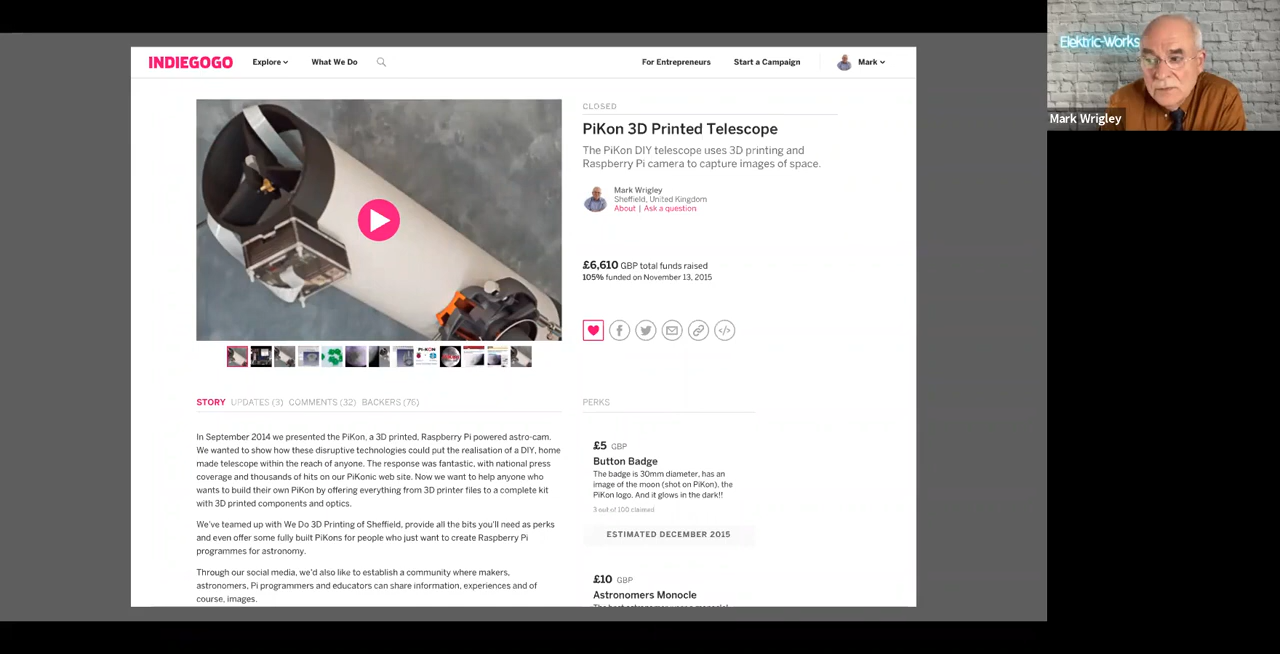 INDIEGOGO
Explore
What We Do
For Entrepreneurs
Start a Campaign
Mark
Elektric-Works
Mark Wrigley
CLOSED
PiKon 3D Printed Telescope
The PiKon DIY telescope uses 3D printing and
Raspberry Pi camera to capture images of space.
Mark Wrigley
Sheffield, United Kingdom
About | Ask a question
£6,610 GBP total funds raised
105% funded on November 13, 2015
STORY UPDATES (3) COMMENTS (32) BACKERS (76)
In September 2014 we presented the PiKon, a 3D printed, Raspberry Pi powered astro-cam.
We wanted to show how these disruptive technologies could put the realisation of a DIY, home
made telescope within the reach of anyone. The response was fantastic, with national press
coverage and thousands of hits on our PiKonic web site. Now we want to help anyone who
wants to build their own PiKon by offering everything from 3D printer files to a complete kit
with 3D printed components and optics.
We've teamed up with We Do 3D Printing of Sheffield, provide all the bits you'll need as perks
and even offer some fully built PiKons for people who just want to create Raspberry Pi
programmes for astronomy.
Through our social media, we'd also like to establish a community where makers,
astronomers, Pi programmers and educators can share information, experiences and of
course, images.
PERKS
£5 GBP
Button Badge
The badge is 30mm diameter, has an
image of the moon (shot on PiKon), the
PiKon logo. And it glows in the dark!!
3 out of 100 claimed
ESTIMATED DECEMBER 2015
£10 GBP
Astronomers Monocle